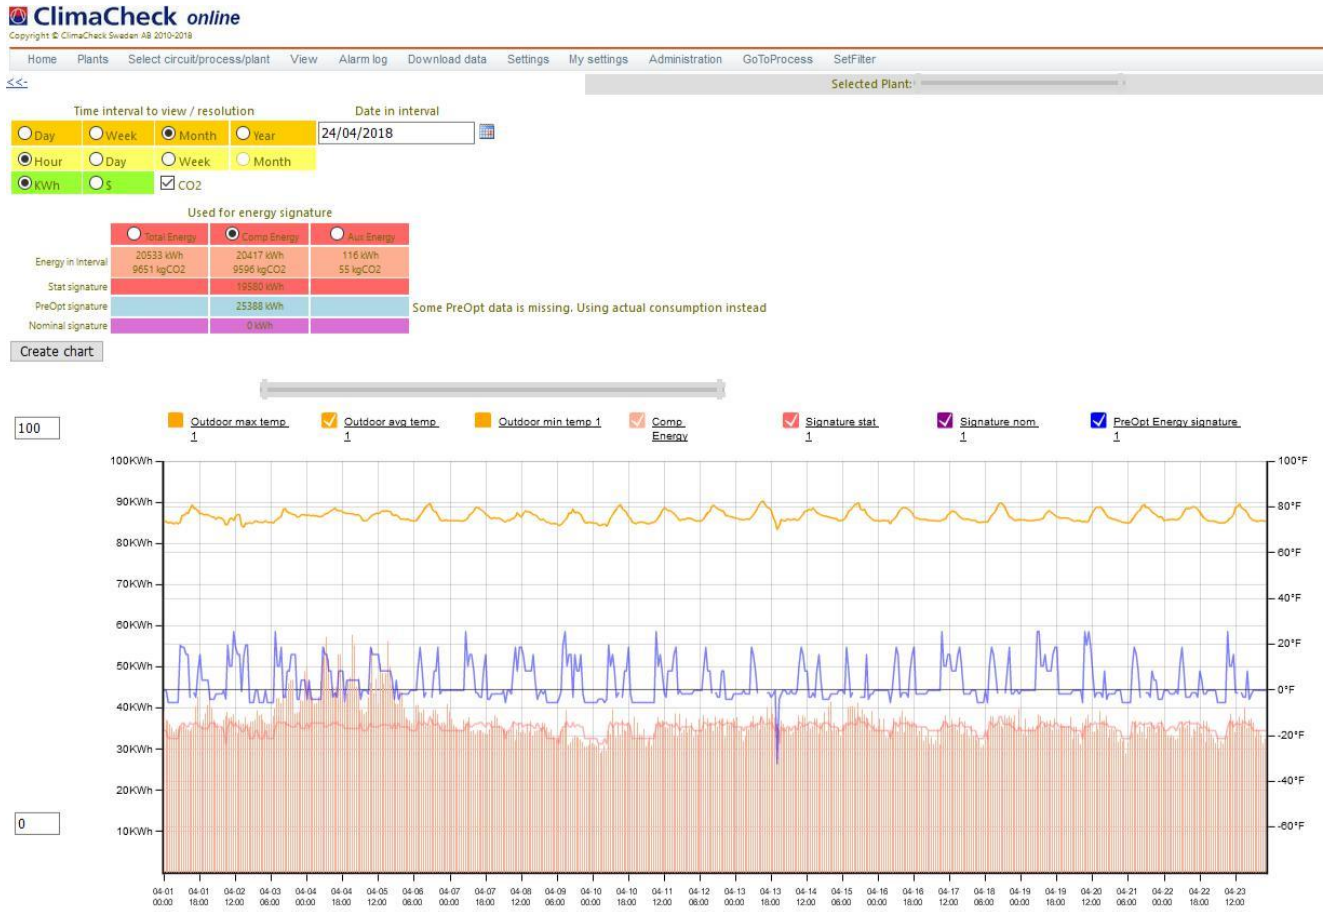 ClimaCheck online
Copyright © ClimaCheck Sweden AB 2010-2018
Home Plants Select circuit/process/plant View Alarm log Download data Settings My settings Administration GoToProcess SetFilter
<<- Selected Plant:
Time interval to view / resolution Date in interval
Day Week Month Year 24/04/2018
Hour Day Week Month
KWh $ CO2
Used for energy signature
Total Energy Comp Energy Aux Energy
Energy in Interval 20533 kWh 20417 kWh 116 kWh
9651 kgCO2 9596 kgCO2 55 kgCO2
Stat signature 19580 kWh
PreOpt signature 25388 kWh Some PreOpt data is missing. Using actual consumption instead
Nominal signature 0 kWh
Create chart
100 Outdoor max temp Outdoor avg temp Outdoor min temp 1 Comp Signature stat Signature nom PreOpt Energy signature
1 1 Energy 1 1 1
100KWh 100°F
90KWh 80°F
80KWh 60°F
70KWh 40°F
60KWh 20°F
50KWh 0°F
40KWh -20°F
30KWh -40°F
20KWh -60°F
0 10KWh
04-01 04-01 04-02 04-03 04-04 04-04 04-05 04-06 04-07 04-07 04-08 04-09 04-10 04-10 04-11 04-12 04-13 04-13 04-14 04-15 04-16 04-16 04-17 04-18 04-19 04-19 04-20 04-21 04-22 04-22 04-23
00:00 18:00 12:00 06:00 00:00 18:00 12:00 06:00 00:00 18:00 12:00 06:00 00:00 18:00 12:00 06:00 00:00 18:00 12:00 06:00 00:00 18:00 12:00 06:00 00:00 18:00 12:00 06:00 00:00 18:00 12:00